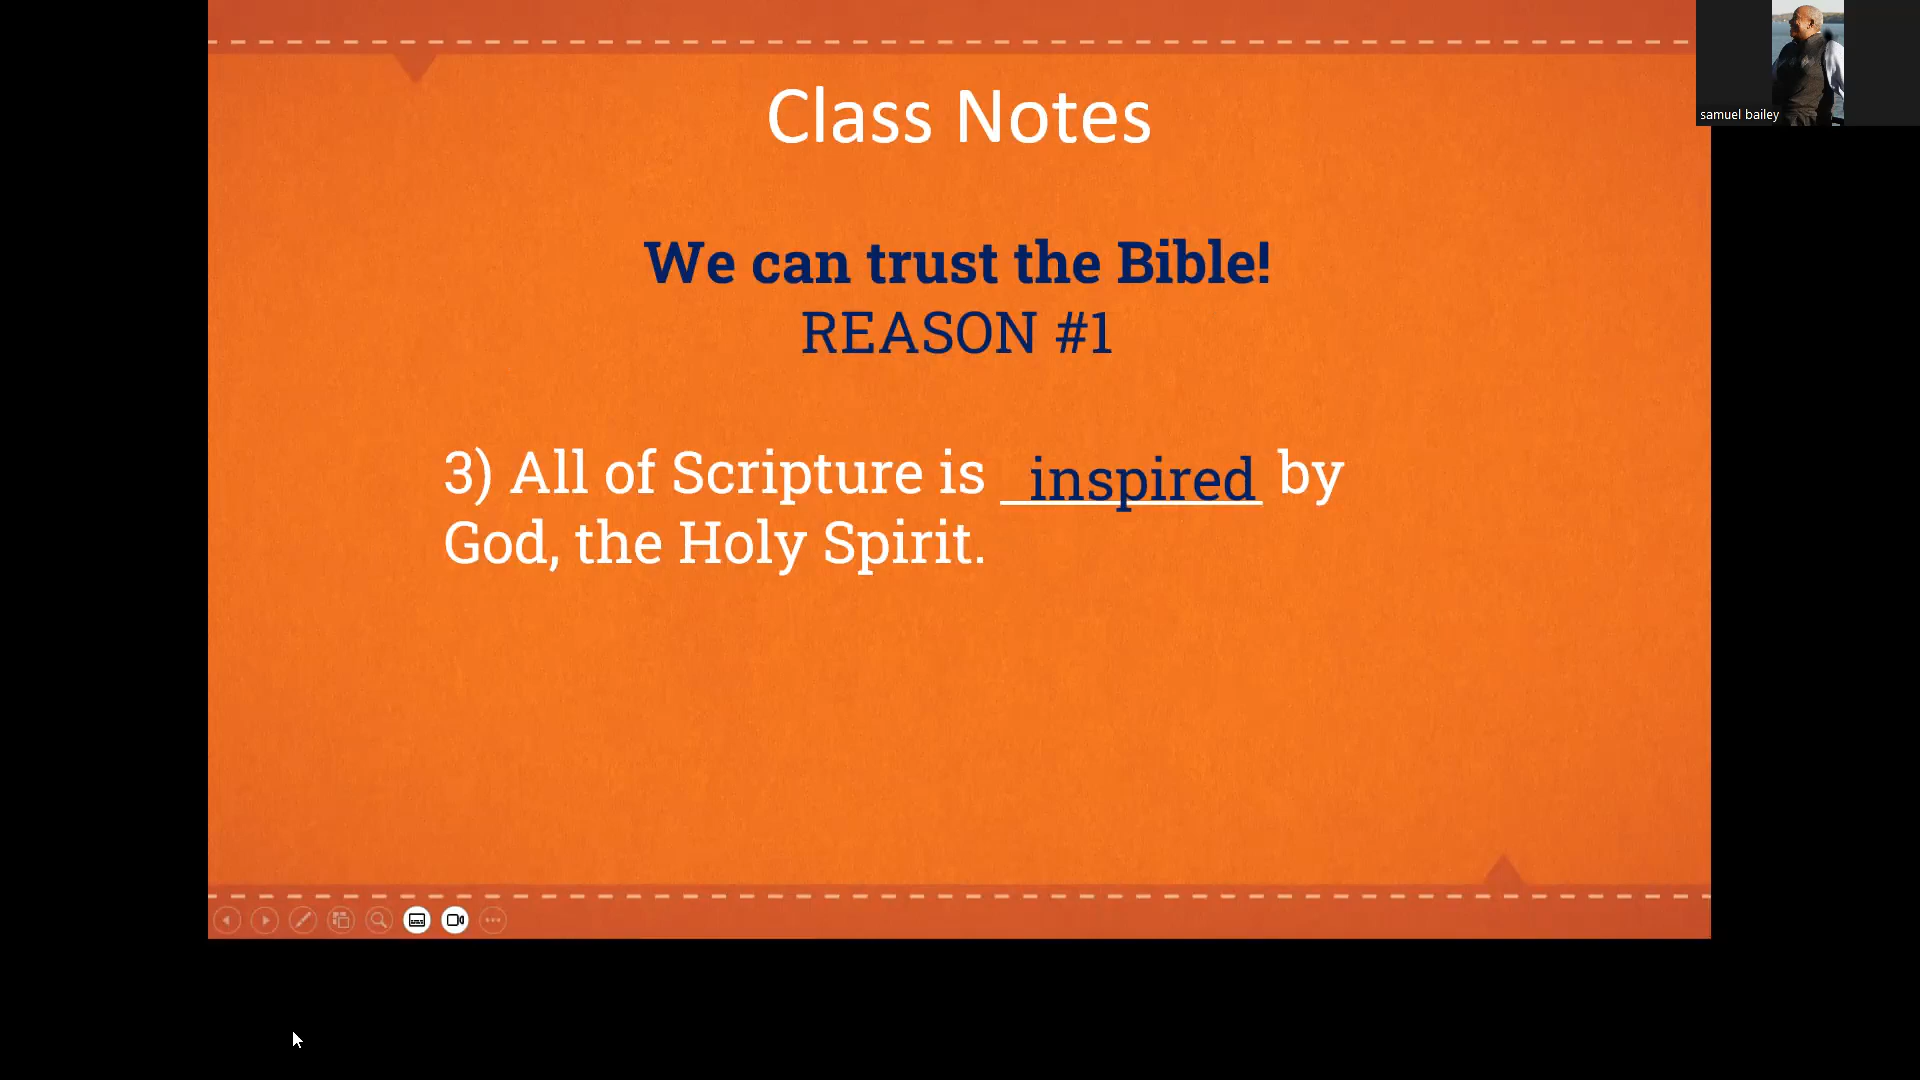 Class Notes
samuel bailey
We can trust the Bible!
REASON #1
3) All of Scripture is inspired by
God, the Holy Spirit.